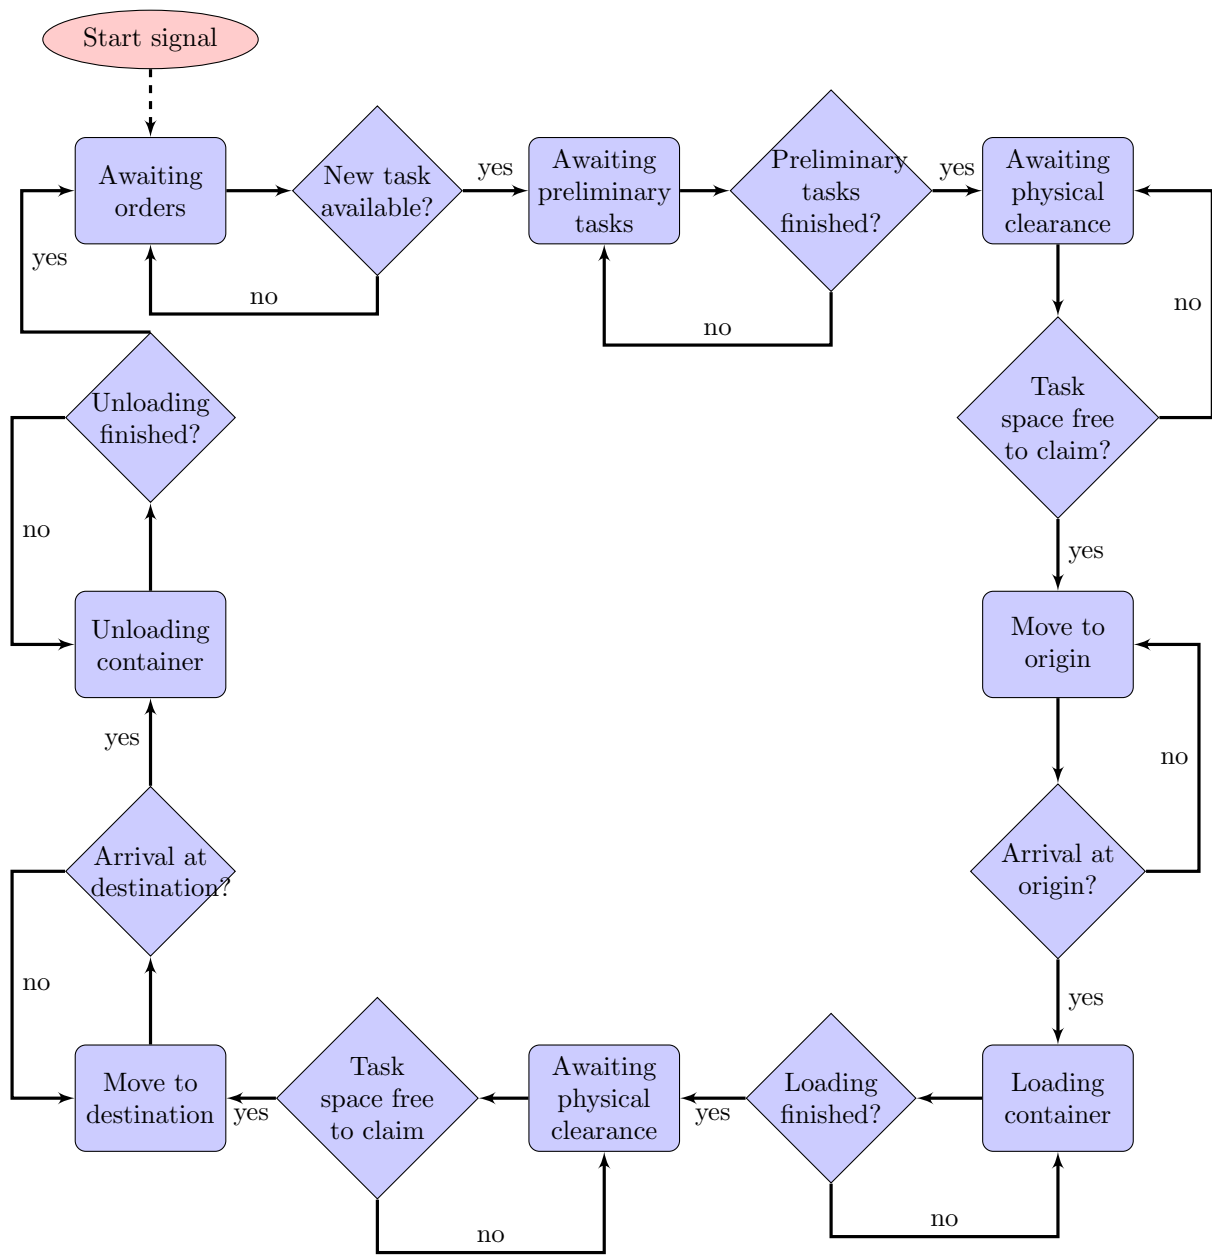 Start signal
Awaiting
orders
New task
available?
yes
Awaiting
preliminary
tasks
Preliminary
tasks
finished?
yes
Awaiting
physical
clearance
yes
no
no
no
Unloading
finished?
Task
space free
to claim?
no
yes
Unloading
container
Move to
origin
yes
no
Arrival at
destination?
Arrival at
origin?
no
yes
Move to
destination
yes
Task
space free
to claim
Awaiting
physical
clearance
yes
Loading
finished?
Loading
container
no
no